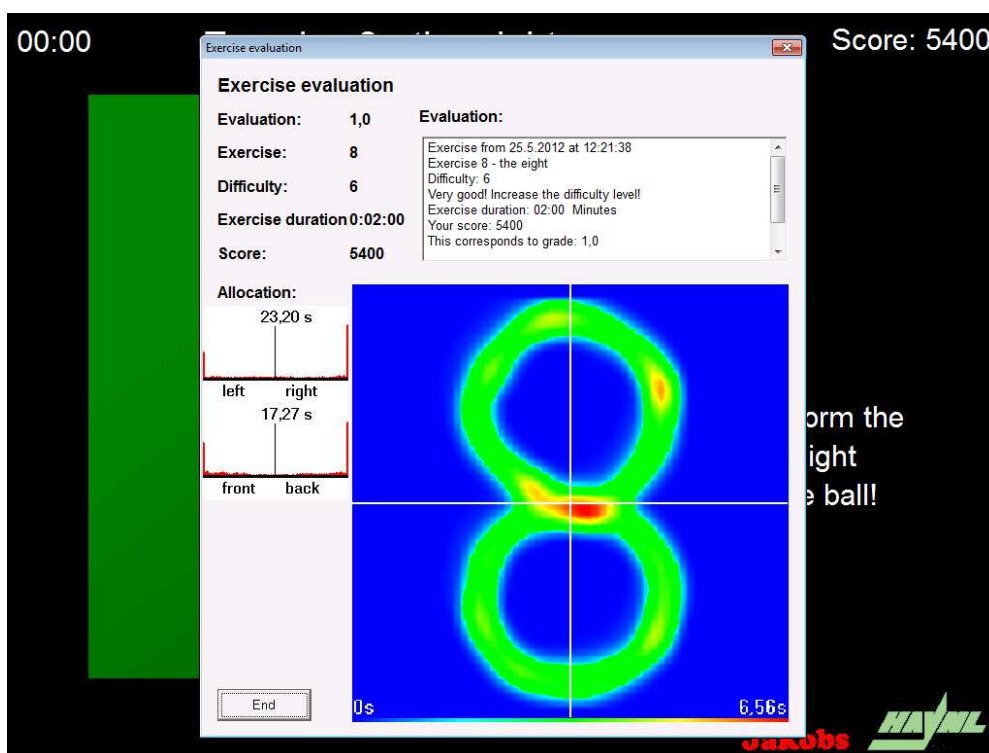 00:00
Score: 5400
Exercise evaluation
Exercise evaluation
Evaluation: 1,0
Exercise: 8
Difficulty: 6
Exercise duration 0:02:00
Score: 5400
Evaluation:
Exercise from 25.5.2012 at 12:21:38
Exercise 8 - the eight
Difficulty: 6
Very good! Increase the difficulty level!
Exercise duration: 02:00 Minutes
Your score: 5400
This corresponds to grade: 1,0
Allocation:
23,20 s
left right
17,27 s
front back
orm the
ight
ball!
End
0s 6,56s
Jakobs
HAYNL